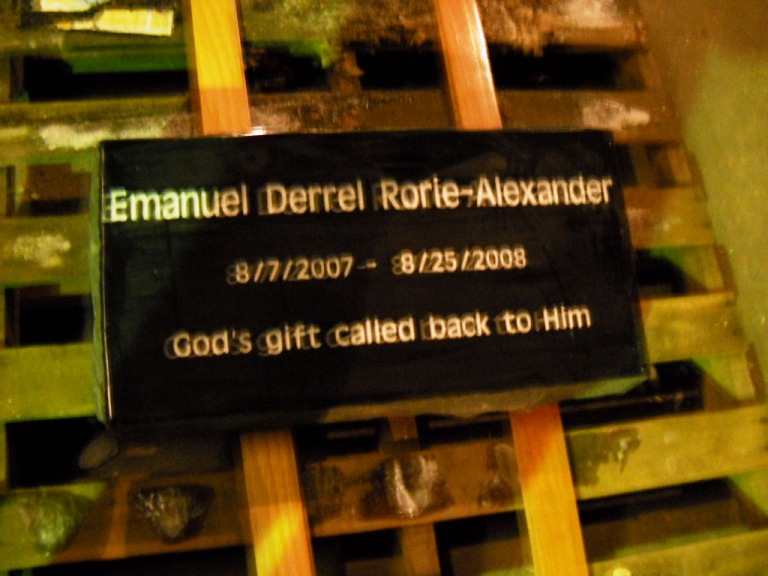 Emanuel Derrel Rorie-Alexander
8/7/2007 - 8/25/2008
God's gift called back to Him